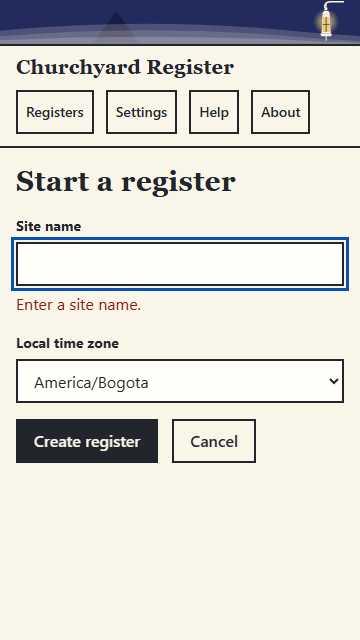 Churchyard Register
Registers Settings Help About
Start a register
Site name
Enter a site name.
Local time zone
America/Bogota
Create register Cancel